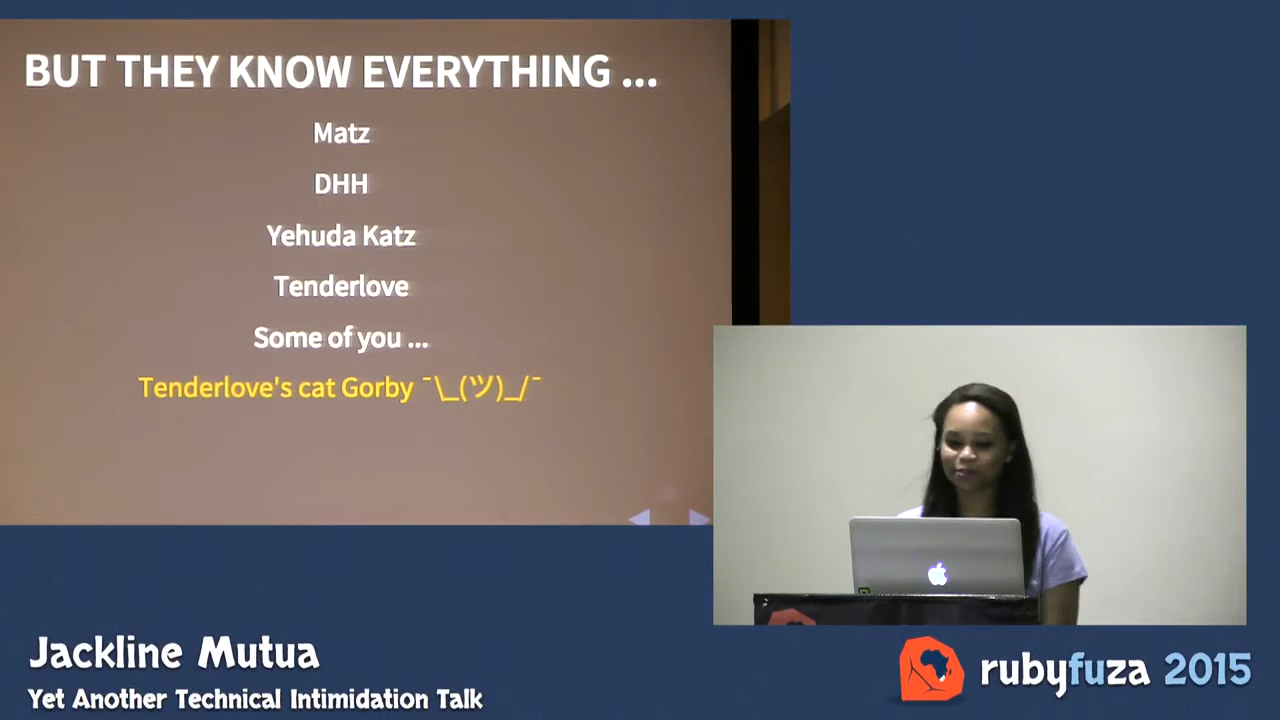 BUT THEY KNOW EVERYTHING ...
Matz
DHH
Yehuda Katz
Tenderlove
Some of you ...
Tenderlove's cat Gorby ¯\_(ツ)_/¯
Jackline Mutua
Yet Another Technical Intimidation Talk
rubyfuza 2015